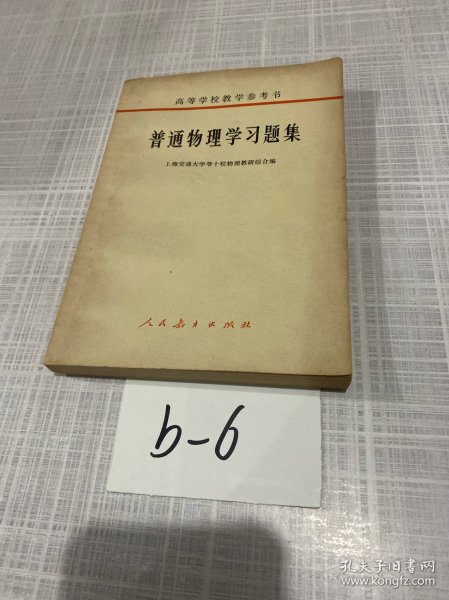 高等学校教学参考书
普通物理学习题集
上海交通大学等十校物理教研组合编
人民教育出版社
b-6
孔夫子旧书网
www.kongfz.com